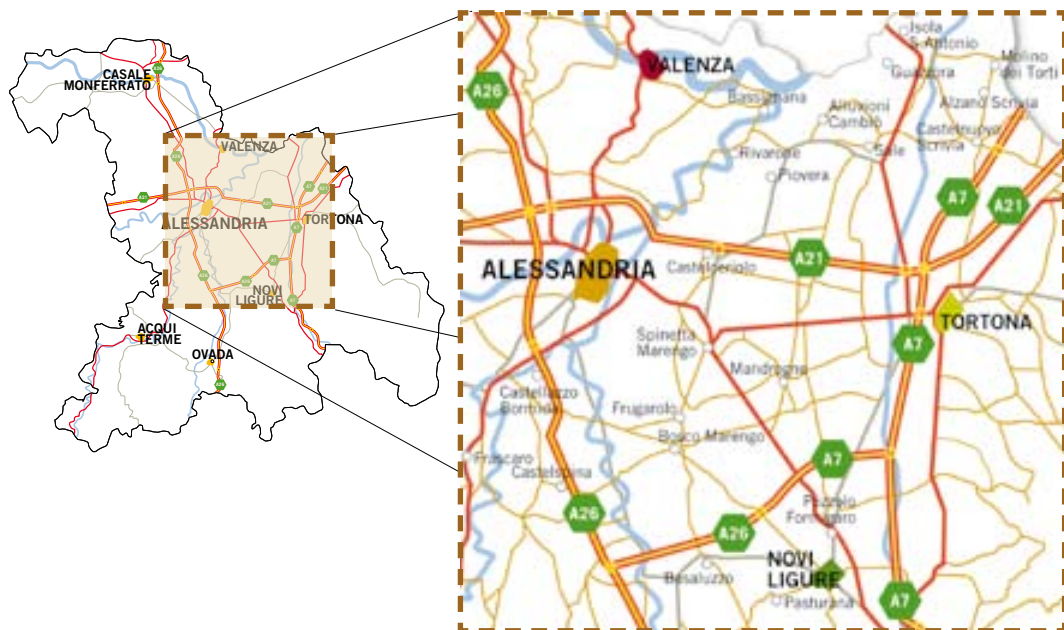 CASALE
MONFERRATO
VALENZA
ALESSANDRIA
TORTONA
NOVI
LIGURE
ACQUI
TERME
OVADA
A26
Isola
S. Antonio
VALENZA
Guazzora
Molino
dei Torti
A26
Bassignana
Alluvioni
Cambiò
Alzano Scrivia
Castelnuovo
Scrivia
Rivarone
Sale
Piovera
A7
A21
ALESSANDRIA
Castelceriolo
A21
TORTONA
Spinetta
Marengo
A7
Mandrogne
Castellazzo
Bormida
Frugarolo
Bosco Marengo
Frascaro
Castelspina
A7
Pozzolo
Formigaro
A26
A26
NOVI
LIGURE
Basaluzzo
Pasturana
A7